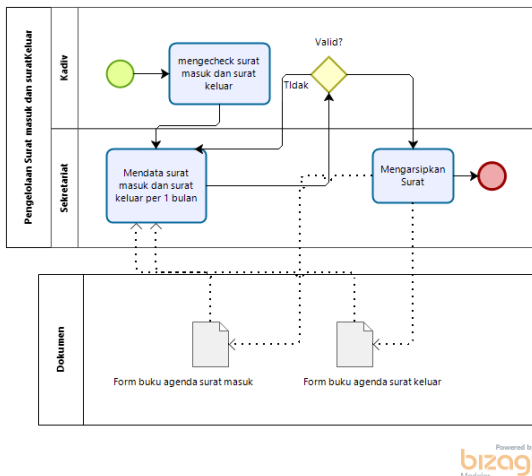 Pengelolaan Surat masuk dan suratKeluar
Kadiv
mengecheck surat
masuk dan surat
keluar
Valid?
TIdak
Sekretariat
Mendata surat
masuk dan surat
keluar per 1 bulan
Mengarsipkan
Surat
Dokumen
Form buku agenda surat masuk
Form buku agenda surat keluar
Powered by
bizag
Modeler